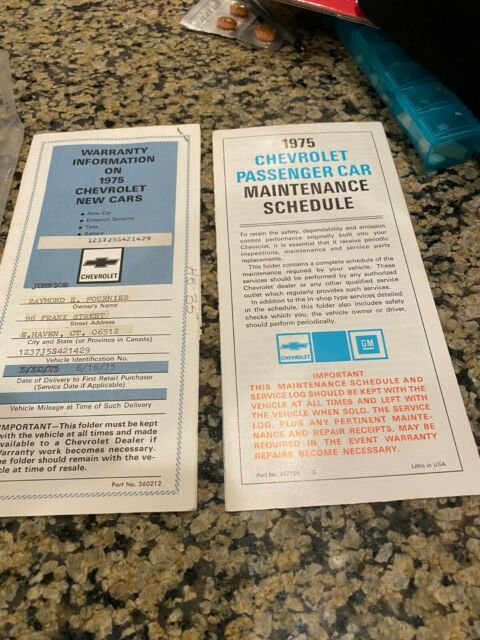 WARRANTY
INFORMATION
ON
1975
CHEVROLET
NEW CARS
New Car
Emission Systems
Tires
Battery
1Z37J5S421429
CHEVROLET
JOHNSON
RAYMOND E. FOURNIER
Owner's Name
96 FRANK STREET
Street Address
E.HAVEN, CT. 06512
City and State (or Province in Canada)
1Z37J5S421429
Vehicle Identification No.
6/16/75
Date of Delivery to First Retail Purchaser
(Service Date if Applicable)
Vehicle Mileage at Time of Such Delivery
IMPORTANT—This folder must be kept
with the vehicle at all times and made
available to a Chevrolet Dealer if
Warranty work becomes necessary.
The folder should remain with the ve-
hicle at time of resale.
Part No. 360212
1975
CHEVROLET
PASSENGER CAR
MAINTENANCE
SCHEDULE
To retain the safety, dependability and emission
control performance originally built into your
Chevrolet, it is essential that it receive periodic
inspections, maintenance and service parts
replacements.
This folder contains a complete schedule of the
maintenance required by your vehicle. These
services should be performed by any authorized
Chevrolet dealer or any other qualified service
outlet which regularly provides such services.
In addition to the in-shop type services detailed
in the schedule, this folder also includes safety
checks which you, the vehicle owner or driver,
should perform periodically.
CHEVROLET
GM
IMPORTANT
THIS MAINTENANCE SCHEDULE AND
SERVICE LOG SHOULD BE KEPT WITH THE
VEHICLE AT ALL TIMES AND LEFT WITH
THE VEHICLE WHEN SOLD. THE SERVICE
LOG, PLUS ANY PERTINENT MAINTE-
NANCE AND REPAIR RECEIPTS, MAY BE
REQUIRED IN THE EVENT WARRANTY
REPAIRS BECOME NECESSARY.
Part No.
Litho in USA